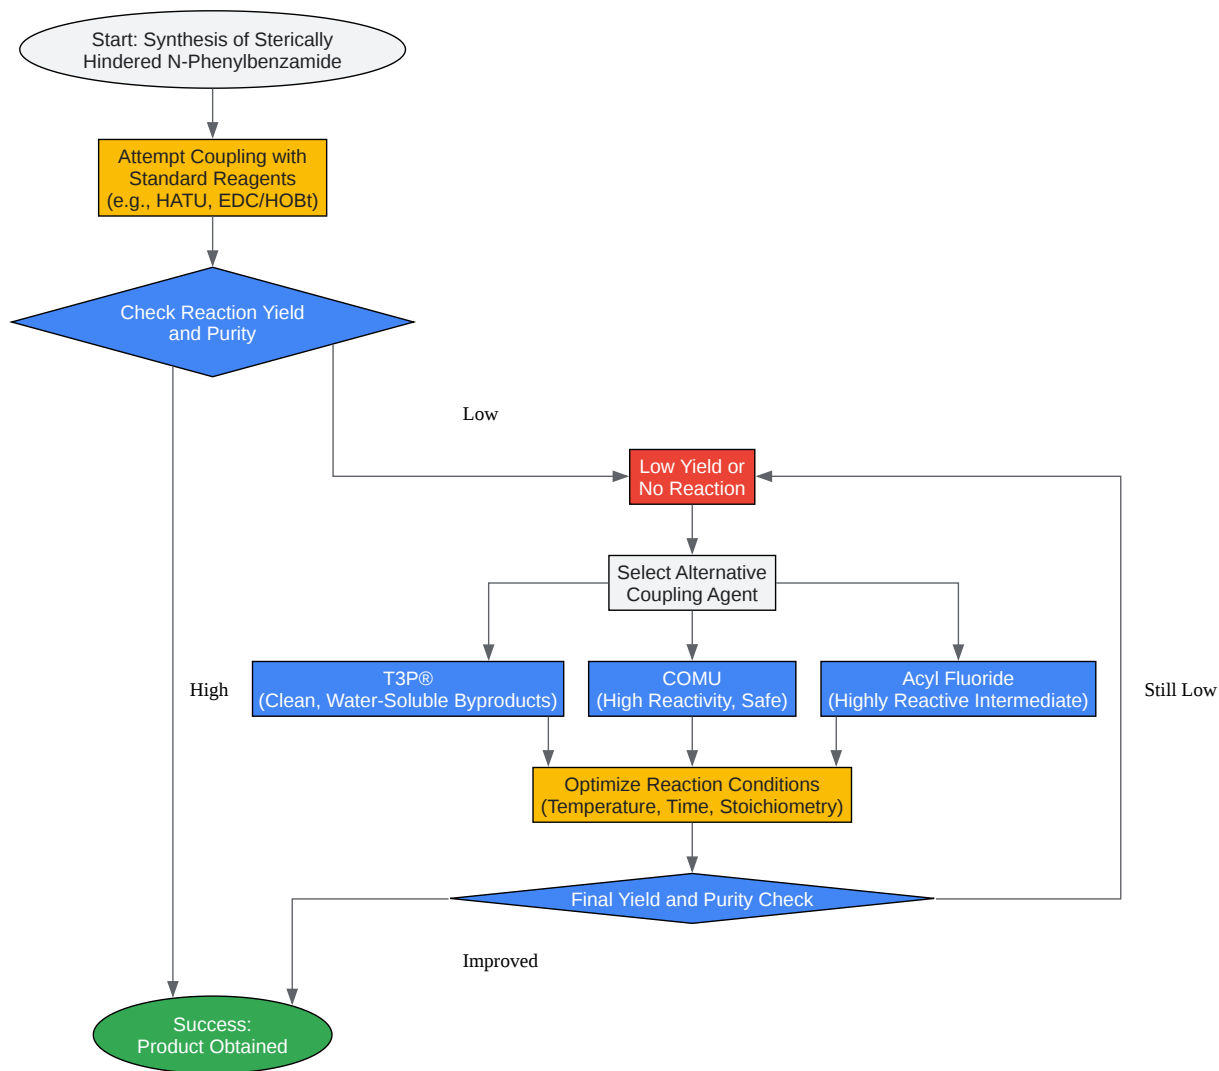 Start: Synthesis of Sterically
Hindered N-Phenylbenzamide
Attempt Coupling with
Standard Reagents
(e.g., HATU, EDC/HOBt)
Check Reaction Yield
and Purity
Low
Low Yield or
No Reaction
Select Alternative
Coupling Agent
T3P®
(Clean, Water-Soluble Byproducts)
COMU
(High Reactivity, Safe)
Acyl Fluoride
(Highly Reactive Intermediate)
High
Still Low
Optimize Reaction Conditions
(Temperature, Time, Stoichiometry)
Final Yield and Purity Check
Improved
Success:
Product Obtained